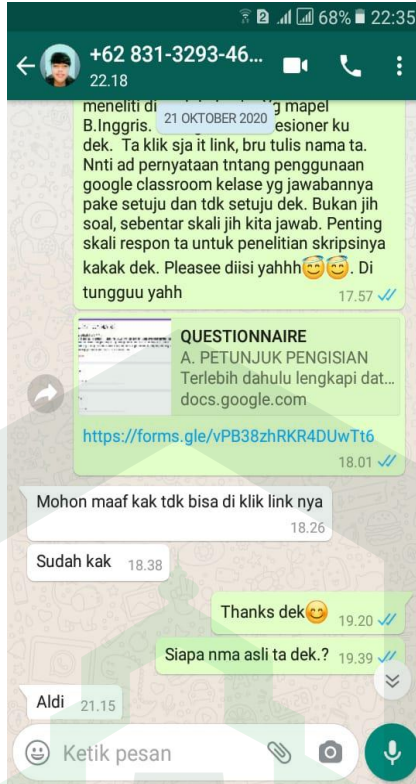 68% 22:35
+62 831-3293-46...
22.18
21 OKTOBER 2020
meneliti di mapel
B.Inggris. esioner ku
dek. Ta klik sja it link, bru tulis nama ta.
Nnti ad pernyataan tntang penggunaan
google classroom kelase yg jawabannya
pake setuju dan tdk setuju dek. Bukan jih
soal, sebentar skali jih kita jawab. Penting
skali respon ta untuk penelitian skripsinya
kakak dek. Pleasee diisi yahhh😇😇. Di
tungguu yahh 17.57
QUESTIONNAIRE
A. PETUNJUK PENGISIAN
Terlebih dahulu lengkapi dat...
docs.google.com
https://forms.gle/vPB38zhRKR4DUwTt6
18.01
Mohon maaf kak tdk bisa di klik link nya
18.26
Sudah kak 18.38
Thanks dek😊 19.20
Siapa nma asli ta dek.? 19.39
Aldi 21.15
Ketik pesan